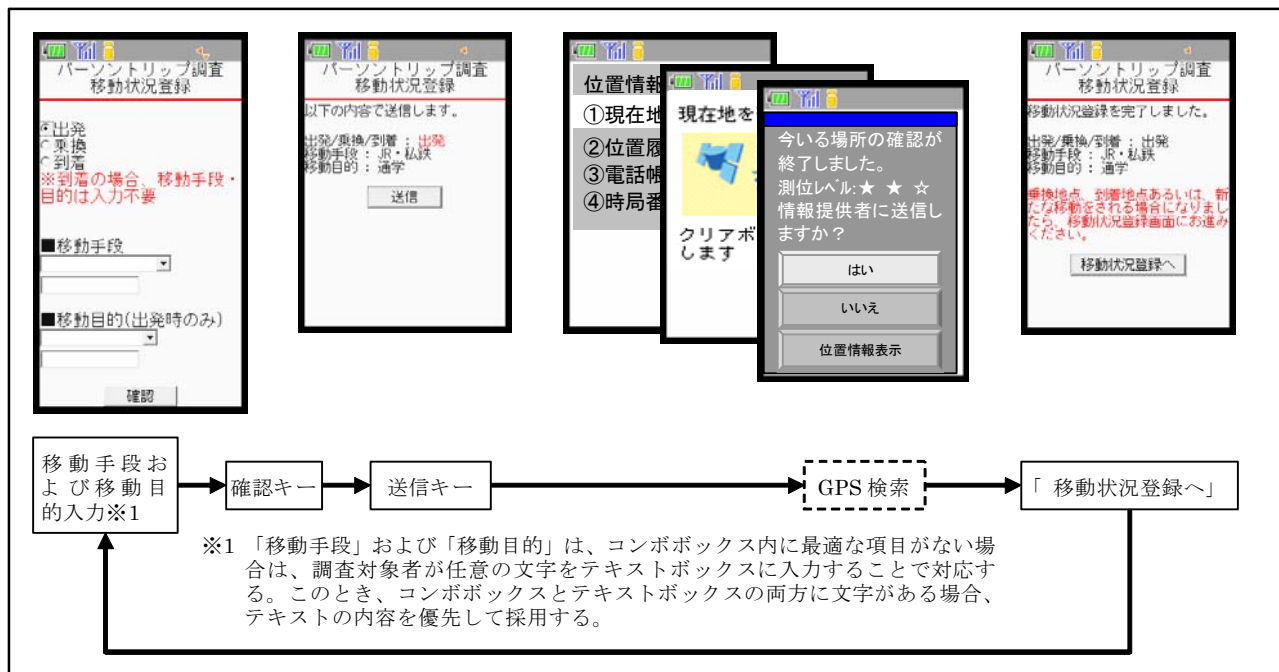 パーソントリップ調査
移動状況登録
出発
乗換
到着
※到着の場合、移動手段・
目的は入力不要
■移動手段
■移動目的(出発時のみ)
確認
パーソントリップ調査
移動状況登録
以下の内容で送信します。
出発/乗換/到着 : 出発
移動手段 : JR・私鉄
移動目的 : 通学
送信
位置情報
①現在地
②位置履
③電話帳
④時局番
現在地を
クリアボ
します
今いる場所の確認が
終了しました。
測位レベル:★ ★ ☆
情報提供者に送信し
ますか?
はい
いいえ
位置情報表示
パーソントリップ調査
移動状況登録
移動状況登録を完了しました。
出発/乗換/到着 : 出発
移動手段 : JR・私鉄
移動目的 : 通学
乗換地点、到着地点あるいは、新
たな移動をされる場合になりまし
たら、移動状況登録画面にお進み
ください。
移動状況登録へ
移動手段お
よび移動目
的入力※1
確認キー
送信キー
GPS 検索
「 移動状況登録へ」
※1 「移動手段」および「移動目的」は、コンボボックス内に最適な項目がない場
合は、調査対象者が任意の文字をテキストボックスに入力することで対応す
る。このとき、コンボボックスとテキストボックスの両方に文字がある場合、
テキストの内容を優先して採用する。